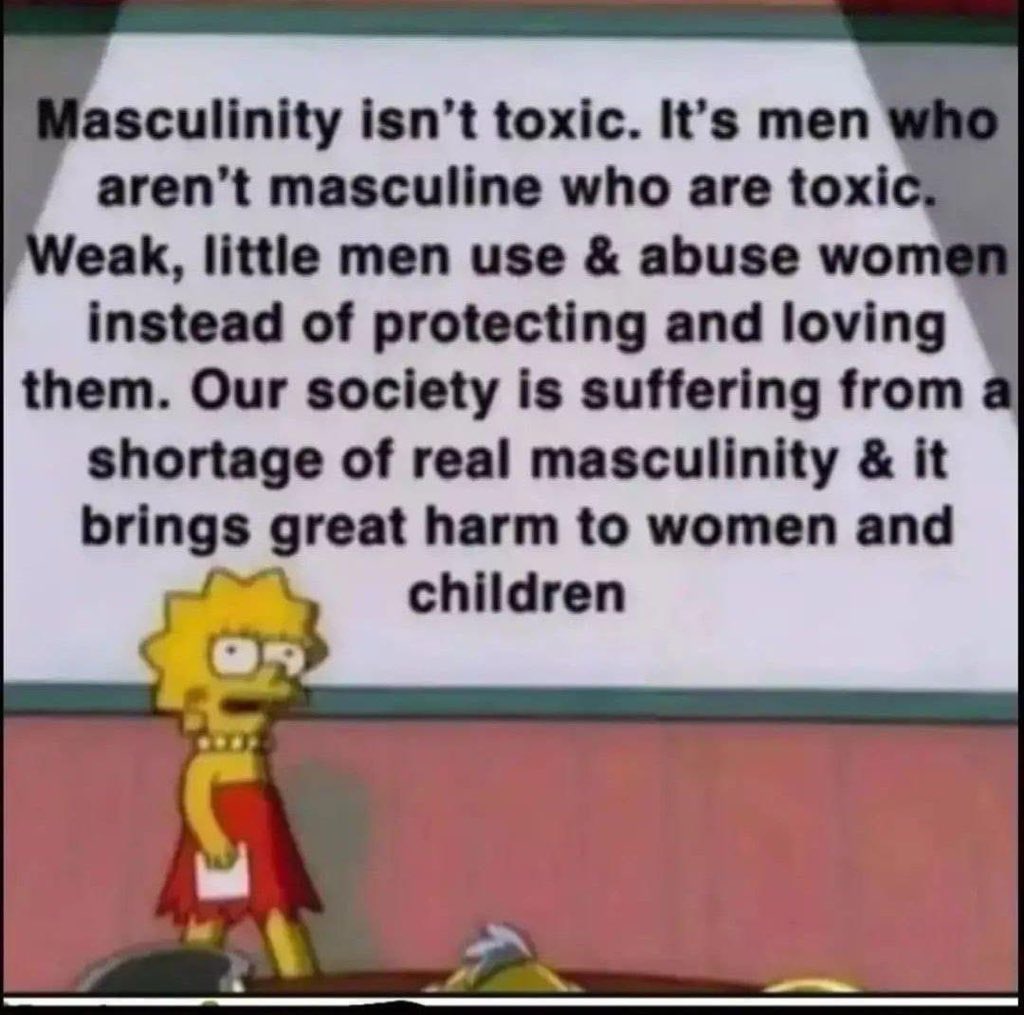 Masculinity isn't toxic. It's men who
aren't masculine who are toxic.
Weak, little men use & abuse women
instead of protecting and loving
them. Our society is suffering from a
shortage of real masculinity & it
brings great harm to women and
children